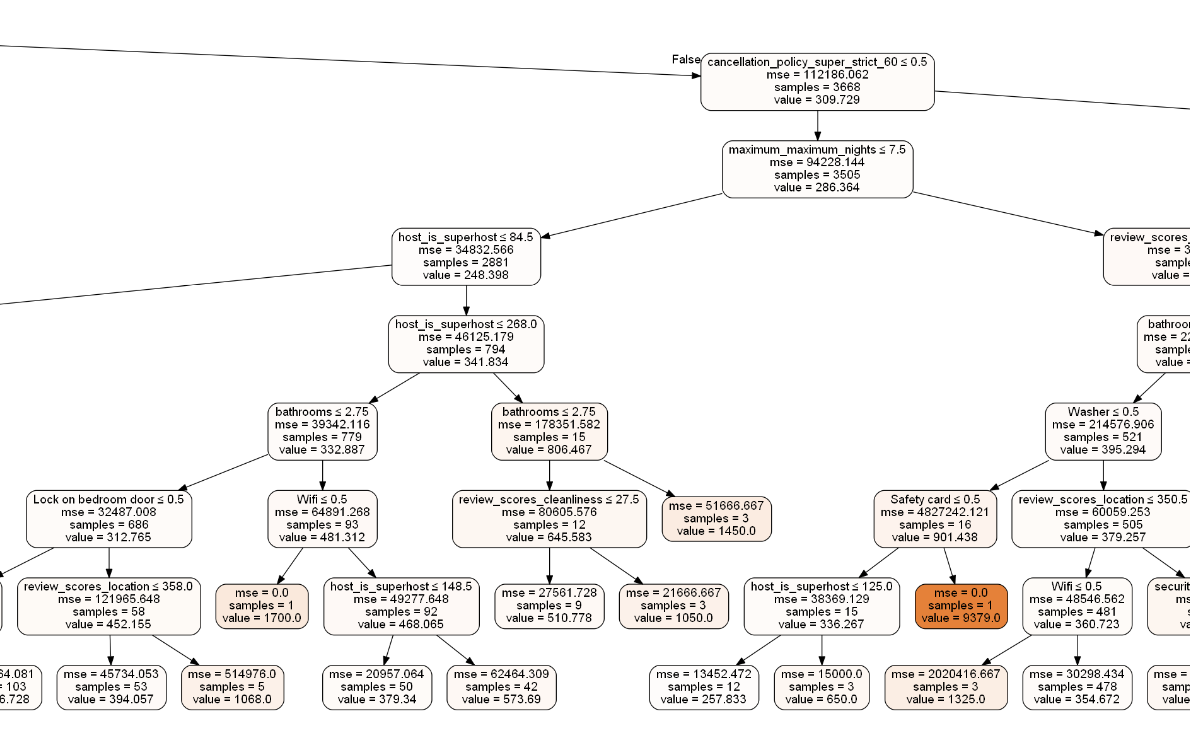 False
cancellation_policy_super_strict_60 ≤ 0.5
mse = 112186.062
samples = 3668
value = 309.729
maximum_maximum_nights ≤ 7.5
mse = 94228.144
samples = 3505
value = 286.364
host_is_superhost ≤ 84.5
mse = 34832.566
samples = 2881
value = 248.398
review_scores_
mse = 3
sampl
value =
host_is_superhost ≤ 268.0
mse = 46125.179
samples = 794
value = 341.834
bathroo
mse = 22
sampl
value =
bathrooms ≤ 2.75
mse = 39342.116
samples = 779
value = 332.887
bathrooms ≤ 2.75
mse = 178351.582
samples = 15
value = 806.467
Washer ≤ 0.5
mse = 214576.906
samples = 521
value = 395.294
Lock on bedroom door ≤ 0.5
mse = 32487.008
samples = 686
value = 312.765
Wifi ≤ 0.5
mse = 64891.268
samples = 93
value = 481.312
review_scores_cleanliness ≤ 27.5
mse = 80605.576
samples = 12
value = 645.583
mse = 51666.667
samples = 3
value = 1450.0
Safety card ≤ 0.5
mse = 4827242.121
samples = 16
value = 901.438
review_scores_location ≤ 350.5
mse = 60059.253
samples = 505
value = 379.257
review_scores_location ≤ 358.0
mse = 121965.648
samples = 58
value = 452.155
mse = 0.0
samples = 1
value = 1700.0
host_is_superhost ≤ 148.5
mse = 49277.648
samples = 92
value = 468.065
mse = 27561.728
samples = 9
value = 510.778
mse = 21666.667
samples = 3
value = 1050.0
host_is_superhost ≤ 125.0
mse = 38369.129
samples = 15
value = 336.267
mse = 0.0
samples = 1
value = 9379.0
Wifi ≤ 0.5
mse = 48546.562
samples = 481
value = 360.723
securit
ms
s
va
64.081
= 103
6.728
mse = 45734.053
samples = 53
value = 394.057
mse = 514976.0
samples = 5
value = 1068.0
mse = 20957.064
samples = 50
value = 379.34
mse = 62464.309
samples = 42
value = 573.69
mse = 13452.472
samples = 12
value = 257.833
mse = 15000.0
samples = 3
value = 650.0
mse = 2020416.667
samples = 3
value = 1325.0
mse = 30298.434
samples = 478
value = 354.672
mse =
samp
value